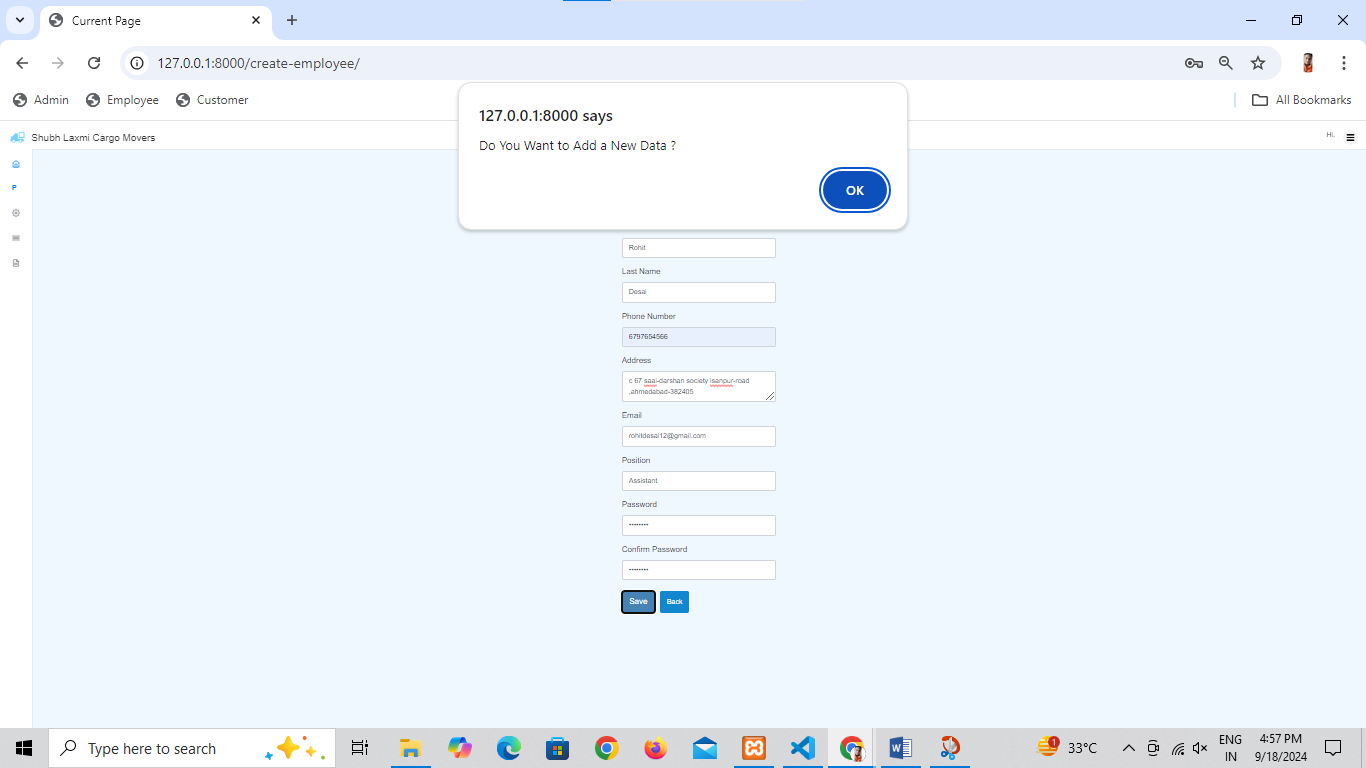 Current Page
127.0.0.1:8000/create-employee/
Admin
Employee
Customer
All Bookmarks
127.0.0.1:8000 says
Do You Want to Add a New Data ?
OK
Shubh Laxmi Cargo Movers
Hi,
P
Rohit
Last Name
Desai
Phone Number
6797654566
Address
c 67 saai-darshan society isanpur-road
,ahmedabad-382405
Email
rohitdesai12@gmail.com
Position
Assistant
Password
Confirm Password
Save
Back
Type here to search
1
33°C
ENG
IN
4:57 PM
9/18/2024